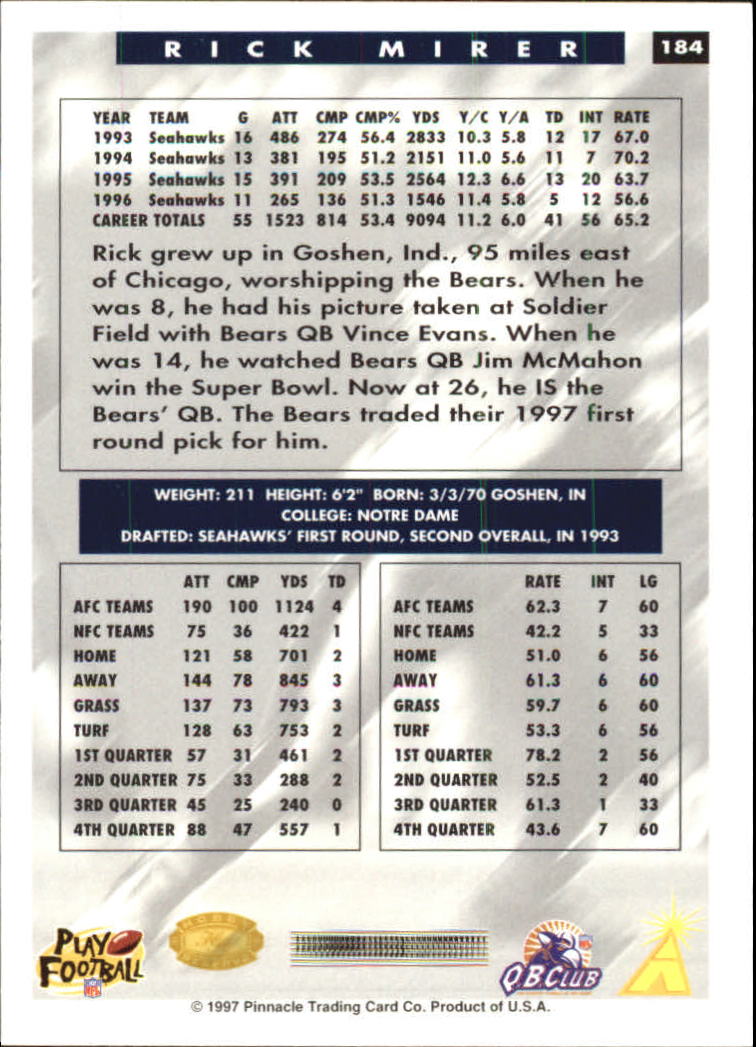 RICK MIRER 184
YEAR TEAM G ATT CMP CMP% YDS Y/C Y/A TD INT RATE
1993 Seahawks 16 486 274 56.4 2833 10.3 5.8 12 17 67.0
1994 Seahawks 13 381 195 51.2 2151 11.0 5.6 11 7 70.2
1995 Seahawks 15 391 209 53.5 2564 12.3 6.6 13 20 63.7
1996 Seahawks 11 265 136 51.3 1546 11.4 5.8 5 12 56.6
CAREER TOTALS 55 1523 814 53.4 9094 11.2 6.0 41 56 65.2
Rick grew up in Goshen, Ind., 95 miles east
of Chicago, worshipping the Bears. When he
was 8, he had his picture taken at Soldier
Field with Bears QB Vince Evans. When he
was 14, he watched Bears QB Jim McMahon
win the Super Bowl. Now at 26, he IS the
Bears' QB. The Bears traded their 1997 first
round pick for him.
WEIGHT: 211 HEIGHT: 6'2" BORN: 3/3/70 GOSHEN, IN
COLLEGE: NOTRE DAME
DRAFTED: SEAHAWKS' FIRST ROUND, SECOND OVERALL, IN 1993
ATT CMP YDS TD
AFC TEAMS 190 100 1124 4
NFC TEAMS 75 36 422 1
HOME 121 58 701 2
AWAY 144 78 845 3
GRASS 137 73 793 3
TURF 128 63 753 2
1ST QUARTER 57 31 461 2
2ND QUARTER 75 33 288 2
3RD QUARTER 45 25 240 0
4TH QUARTER 88 47 557 1
RATE INT LG
AFC TEAMS 62.3 7 60
NFC TEAMS 42.2 5 33
HOME 51.0 6 56
AWAY 61.3 6 60
GRASS 59.7 6 60
TURF 53.3 6 56
1ST QUARTER 78.2 2 56
2ND QUARTER 52.5 2 40
3RD QUARTER 61.3 1 33
4TH QUARTER 43.6 7 60
PLAY
FOOTBALL
NFL
HOBBY
QB CLUB
© 1997 Pinnacle Trading Card Co. Product of U.S.A.